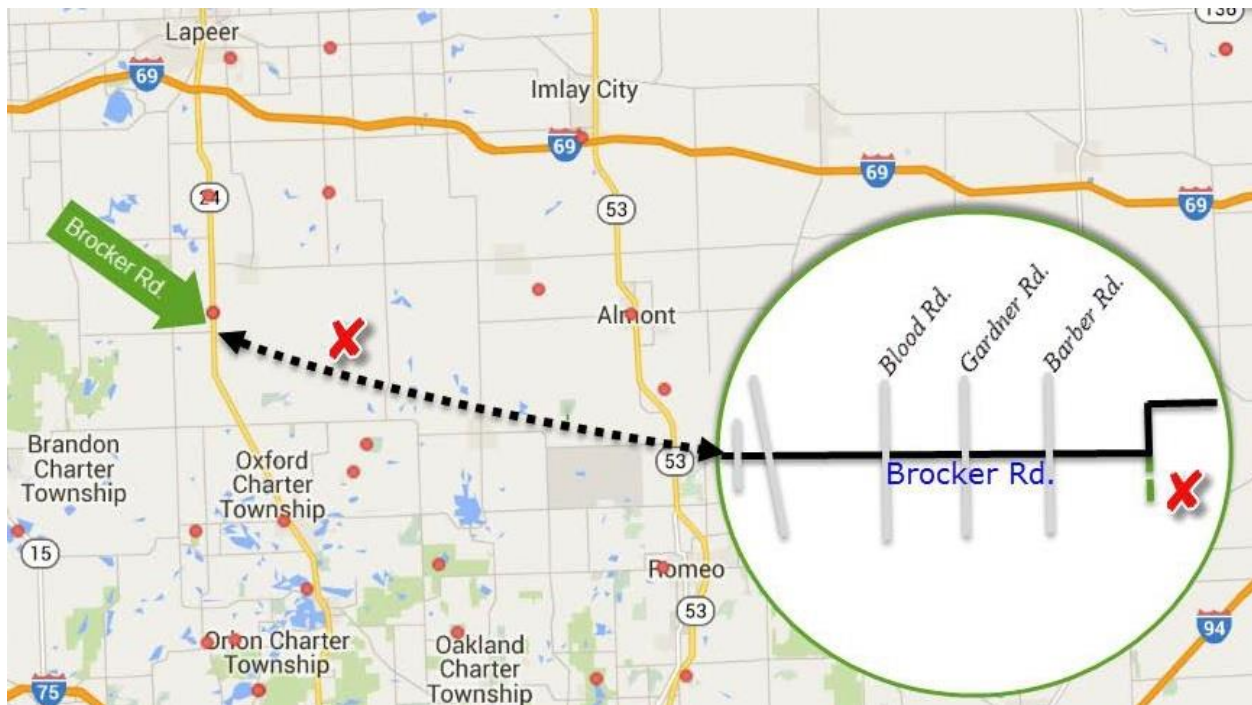 136
Lapeer
69
Imlay City
69
69
69
24
53
Brocker Rd.
Almont
Blood Rd.
Gardner Rd.
Barber Rd.
Brandon
Charter
Township
Oxford
Charter
Township
53
Brocker Rd.
15
Romeo
53
Orion Charter
Township
Oakland
Charter
Township
94
75